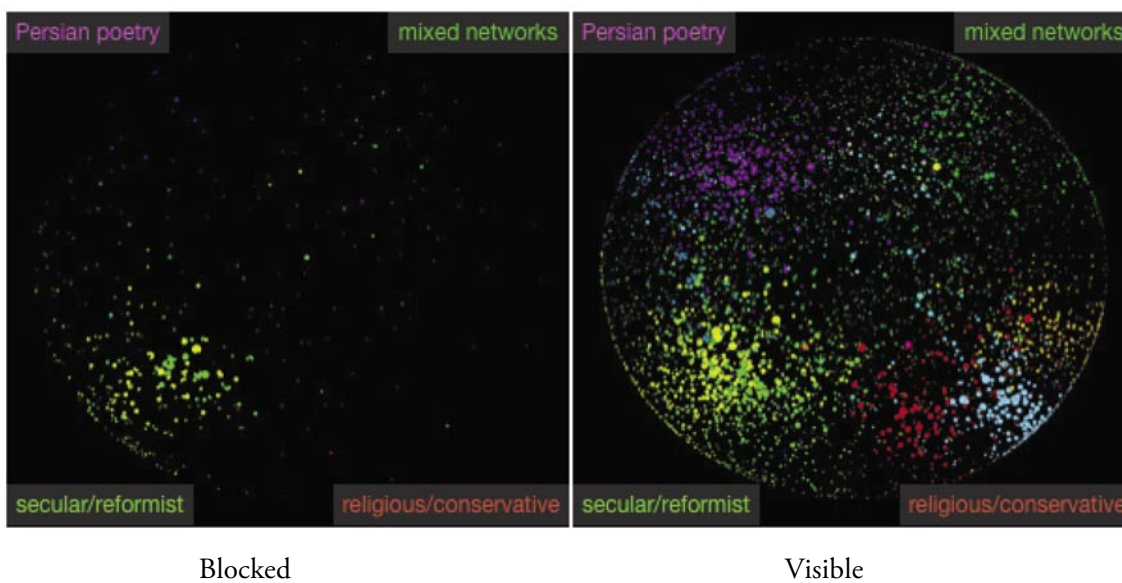 Persian poetry
mixed networks
Persian poetry
mixed networks
secular/reformist
religious/conservative
secular/reformist
religious/conservative
Blocked
Visible